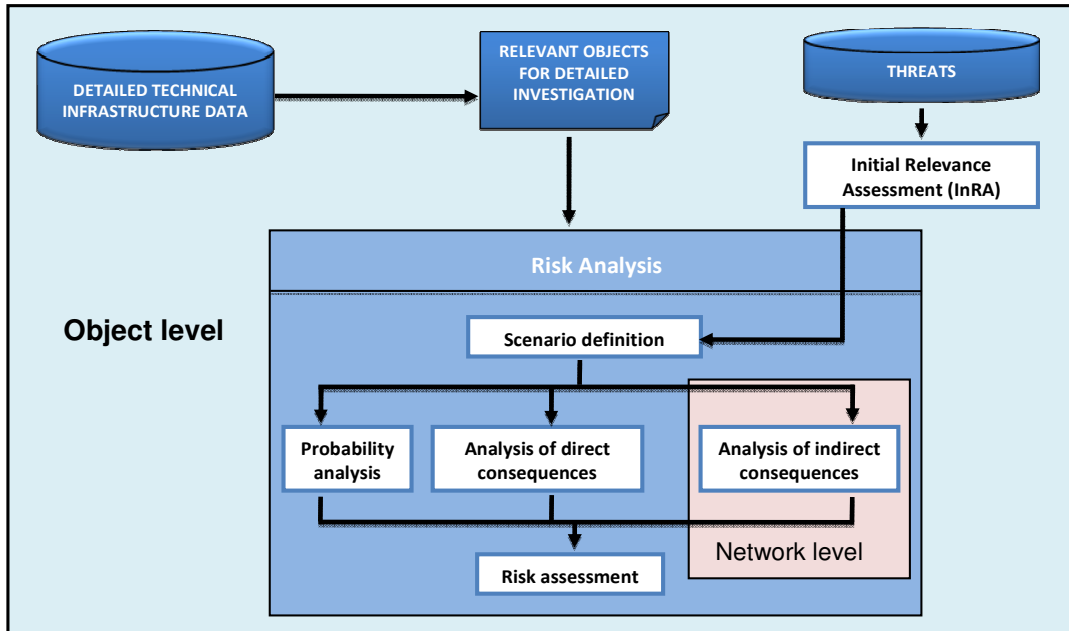 DETAILED TECHNICAL
INFRASTRUCTURE DATA
RELEVANT OBJECTS
FOR DETAILED
INVESTIGATION
THREATS
Initial Relevance
Assessment (InRA)
Risk Analysis
Object level
Scenario definition
Probability
analysis
Analysis of direct
consequences
Analysis of indirect
consequences
Network level
Risk assessment